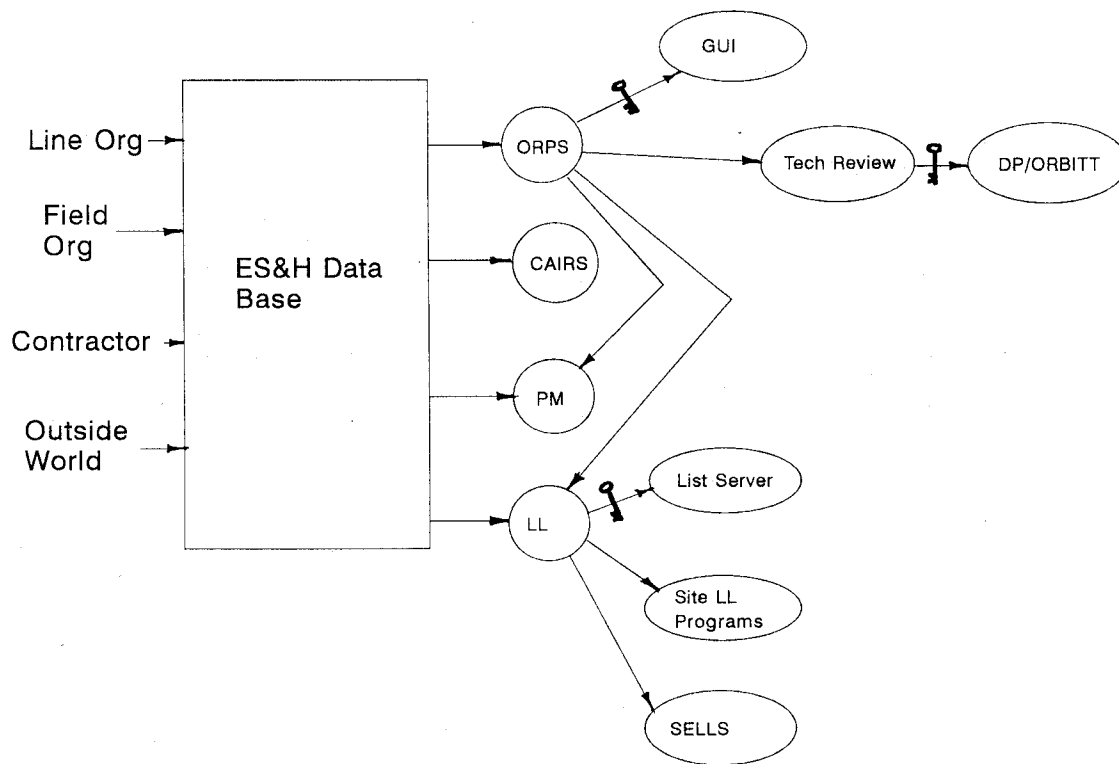 GUI
Line Org
ORPS
Tech Review
DP/ORBITT
Field
Org
ES&H Data
Base
CAIRS
Contractor
PM
Outside
World
List Server
LL
Site LL
Programs
SELLS